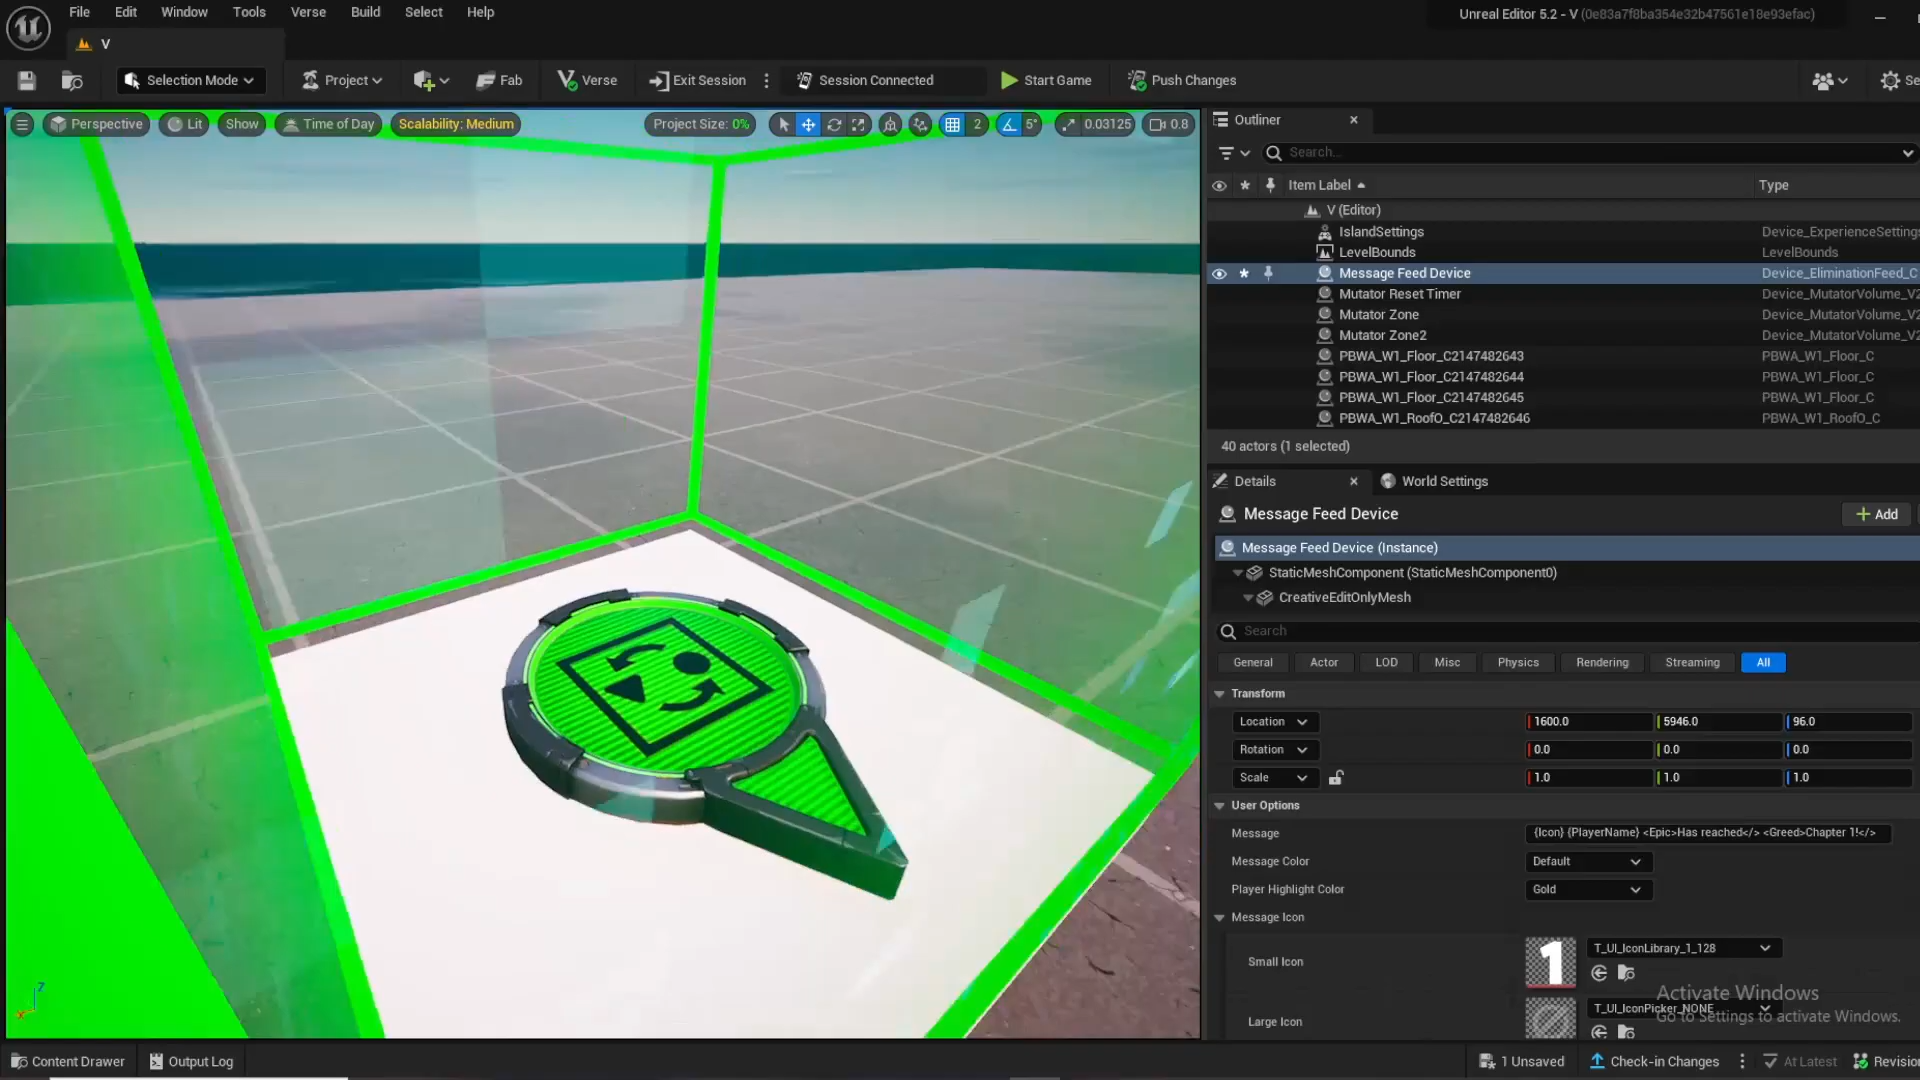 File Edit Window Tools Verse Build Select Help
Unreal Editor 5.2 - V (0e83a7f8ba354e32b47561e18e93efac)
V
Selection Mode Project Fab Verse Exit Session Session Connected Start Game Push Changes Se
Perspective Lit Show Time of Day Scalability: Medium Project Size: 0% 2 5° 0.03125 0.8
Outliner
Search...
Item Label Type
V (Editor)
IslandSettings Device_ExperienceSettings
LevelBounds LevelBounds
Message Feed Device Device_EliminationFeed_C
Mutator Reset Timer Device_MutatorVolume_V2
Mutator Zone Device_MutatorVolume_V2
Mutator Zone2 Device_MutatorVolume_V2
PBWA_W1_Floor_C2147482643 PBWA_W1_Floor_C
PBWA_W1_Floor_C2147482644 PBWA_W1_Floor_C
PBWA_W1_Floor_C2147482645 PBWA_W1_Floor_C
PBWA_W1_RoofO_C2147482646 PBWA_W1_RoofO_C
40 actors (1 selected)
Details World Settings
Message Feed Device Add
Message Feed Device (Instance)
StaticMeshComponent (StaticMeshComponent0)
CreativeEditOnlyMesh
Search
General Actor LOD Misc Physics Rendering Streaming All
Transform
Location 1600.0 5946.0 96.0
Rotation 0.0 0.0 0.0
Scale 1.0 1.0 1.0
User Options
Message {Icon} {PlayerName} <Epic>Has reached</> <Greed>Chapter 1!</>
Message Color Default
Player Highlight Color Gold
Message Icon
Small Icon 1 T_UI_IconLibrary_1_128
Large Icon T_UI_IconPicker_NONE
Activate Windows
Go to Settings to activate Windows.
Z
X
Content Drawer Output Log 1 Unsaved Check-in Changes At Latest Revision